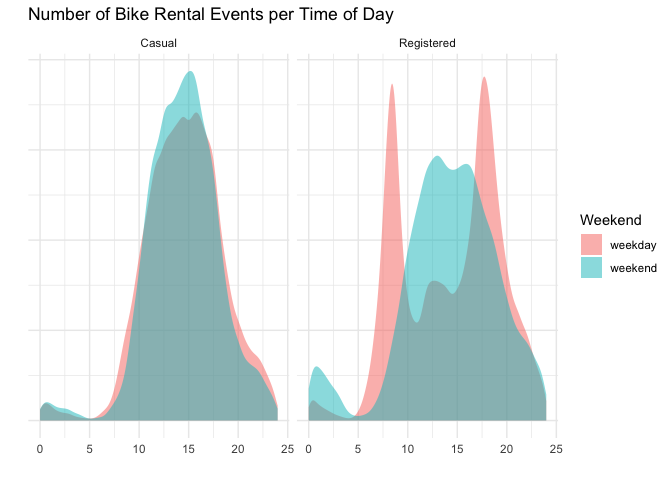 Number of Bike Rental Events per Time of Day
Casual
Registered
Weekend
weekday
weekend
0 5 10 15 20 25
0 5 10 15 20 25